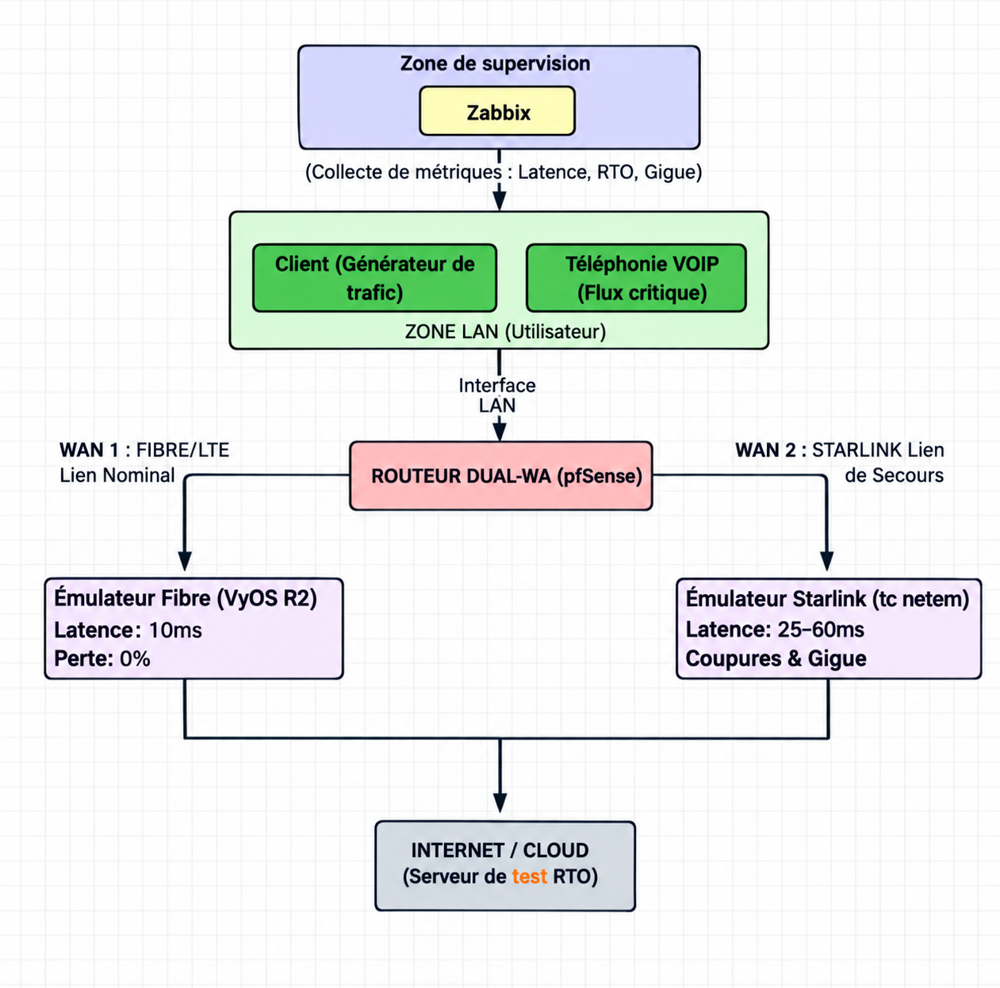 Zone de supervision
Zabbix
(Collecte de métriques : Latence, RTO, Gigue)
Client (Générateur de
trafic)
Téléphonie VOIP
(Flux critique)
ZONE LAN (Utilisateur)
Interface
LAN
WAN 1 : FIBRE/LTE
Lien Nominal
ROUTEUR DUAL-WA (pfSense)
WAN 2 : STARLINK Lien
de Secours
Émulateur Fibre (VyOS R2)
Latence: 10ms
Perte: 0%
Émulateur Starlink (tc netem)
Latence: 25–60ms
Coupures & Gigue
INTERNET / CLOUD
(Serveur de test RTO)